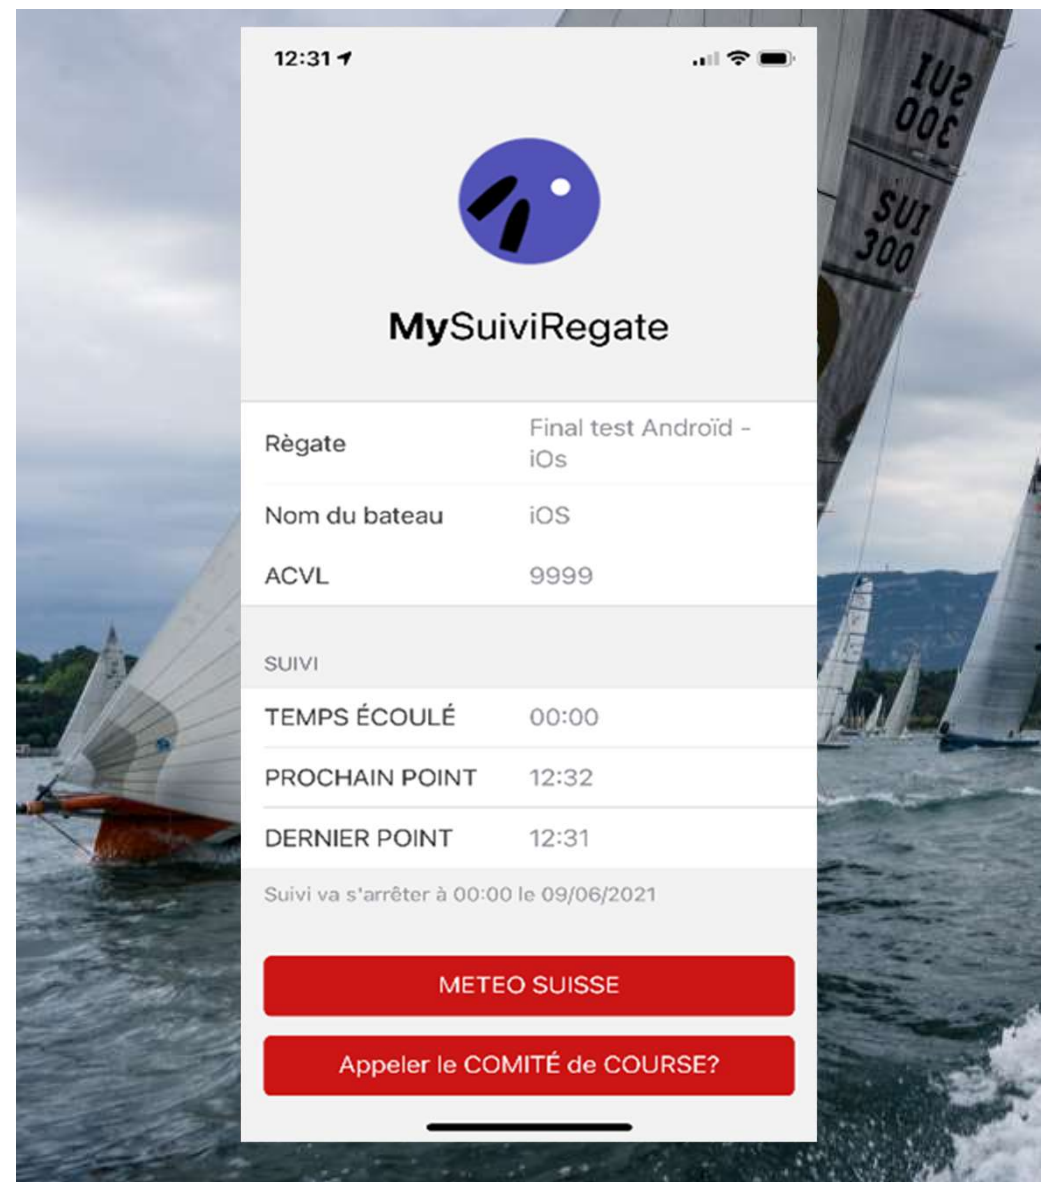 12:31
MySuiviRegate
Règate Final test Androïd -
iOs
Nom du bateau iOS
ACVL 9999
SUIVI
TEMPS ÉCOULÉ 00:00
PROCHAIN POINT 12:32
DERNIER POINT 12:31
Suivi va s'arrêter à 00:00 le 09/06/2021
METEO SUISSE
Appeler le COMITÉ de COURSE?
SUI
300
SUI
300